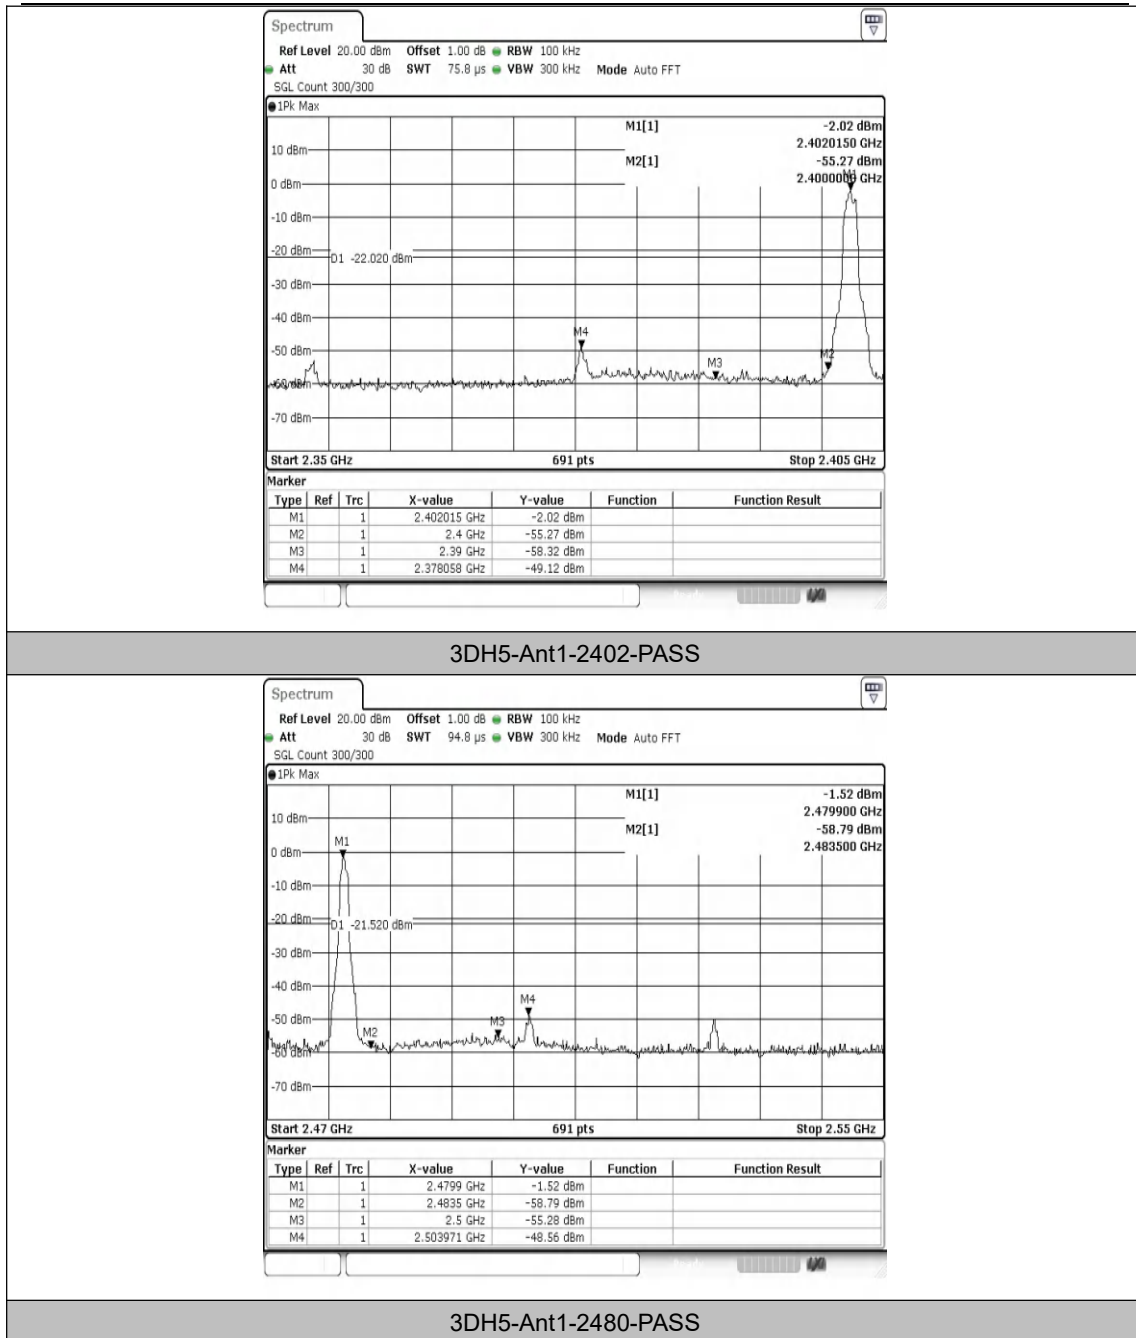 Spectrum
Ref Level 20.00 dBm Offset 1.00 dB RBW 100 kHz
Att 30 dB SWT 75.8 µs VBW 300 kHz Mode Auto FFT
SGL Count 300/300
1Pk Max
M1[1] -2.02 dBm
2.4020150 GHz
M2[1] -55.27 dBm
2.4000000 GHz
M1
10 dBm
0 dBm
-10 dBm
-20 dBm
D1 -22.020 dBm
-30 dBm
-40 dBm
M4
-50 dBm
M3
M2
-60 dBm
-70 dBm
Start 2.35 GHz 691 pts Stop 2.405 GHz
Marker
Type Ref Trc X-value Y-value Function Function Result
M1 1 2.402015 GHz -2.02 dBm
M2 1 2.4 GHz -55.27 dBm
M3 1 2.39 GHz -58.32 dBm
M4 1 2.378058 GHz -49.12 dBm
3DH5-Ant1-2402-PASS
Spectrum
Ref Level 20.00 dBm Offset 1.00 dB RBW 100 kHz
Att 30 dB SWT 94.8 µs VBW 300 kHz Mode Auto FFT
SGL Count 300/300
1Pk Max
M1[1] -1.52 dBm
2.479900 GHz
M2[1] -58.79 dBm
2.483500 GHz
10 dBm
M1
0 dBm
-10 dBm
-20 dBm
D1 -21.520 dBm
-30 dBm
-40 dBm
M4
-50 dBm
M3
M2
-60 dBm
-70 dBm
Start 2.47 GHz 691 pts Stop 2.55 GHz
Marker
Type Ref Trc X-value Y-value Function Function Result
M1 1 2.4799 GHz -1.52 dBm
M2 1 2.4835 GHz -58.79 dBm
M3 1 2.5 GHz -55.28 dBm
M4 1 2.503971 GHz -48.56 dBm
3DH5-Ant1-2480-PASS